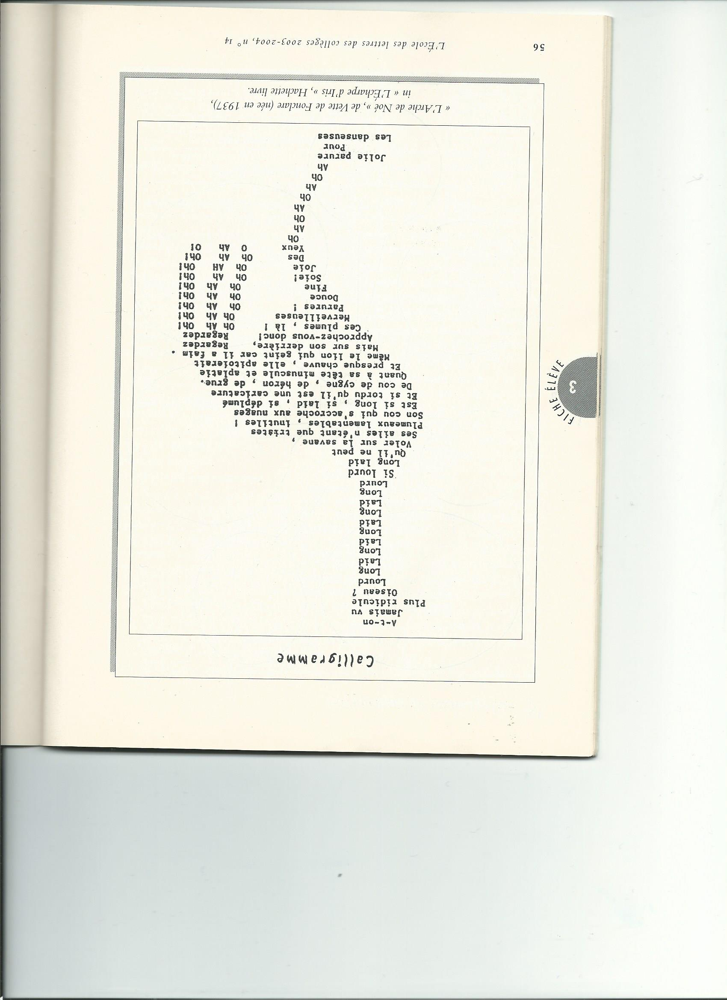 Calligramme
A-t-on
Jamais vu
Plus ridicule
Oiseau ?
Lourd
Long
Laid
Long
Laid
Long
Laid
Long
Laid
Long
Lourd
Si lourd
Long laid
Qu'il ne peut
Voler sur la savane ,
Ses ailes n'étant que tristes
Plumeaux lamentables , inutiles !
Son cou qui s'accroche aux nuages
Est si long , si laid , si déplumé
Et si tordu qu'il est une caricature
De cou de cygne , de héron , de grue.
Quant à sa tête minuscule et aplatie
Et presque chauve , elle apitoierait
Même le lion qui geint car il a faim .
Mais sur son derrière, Regardez
Approchez-vous donc! Regardez
Ces plumes , là ! Oh Ah Oh!
Merveilleuses Oh Ah Oh!
Parures ! Oh Ah Oh!
Douce Oh Ah Oh!
Fine Oh Ah Oh!
Soie! Oh Ah Oh!
Joie Oh AH Oh!
Des Oh Ah Oh!
Yeux O Ah O!
Oh
Ah
Oh
Ah
Oh
Ah
Oh
Ah
Jolie parure
Pour
Les danseuses
« L'Arche de Noé », de Vette de Fonclare (née en 1937),
in « L'Écharpe d'Iris », Hachette livre.
FICHE ÉLÈVE
3
56
L'École des lettres des collèges 2003-2004, n° 14